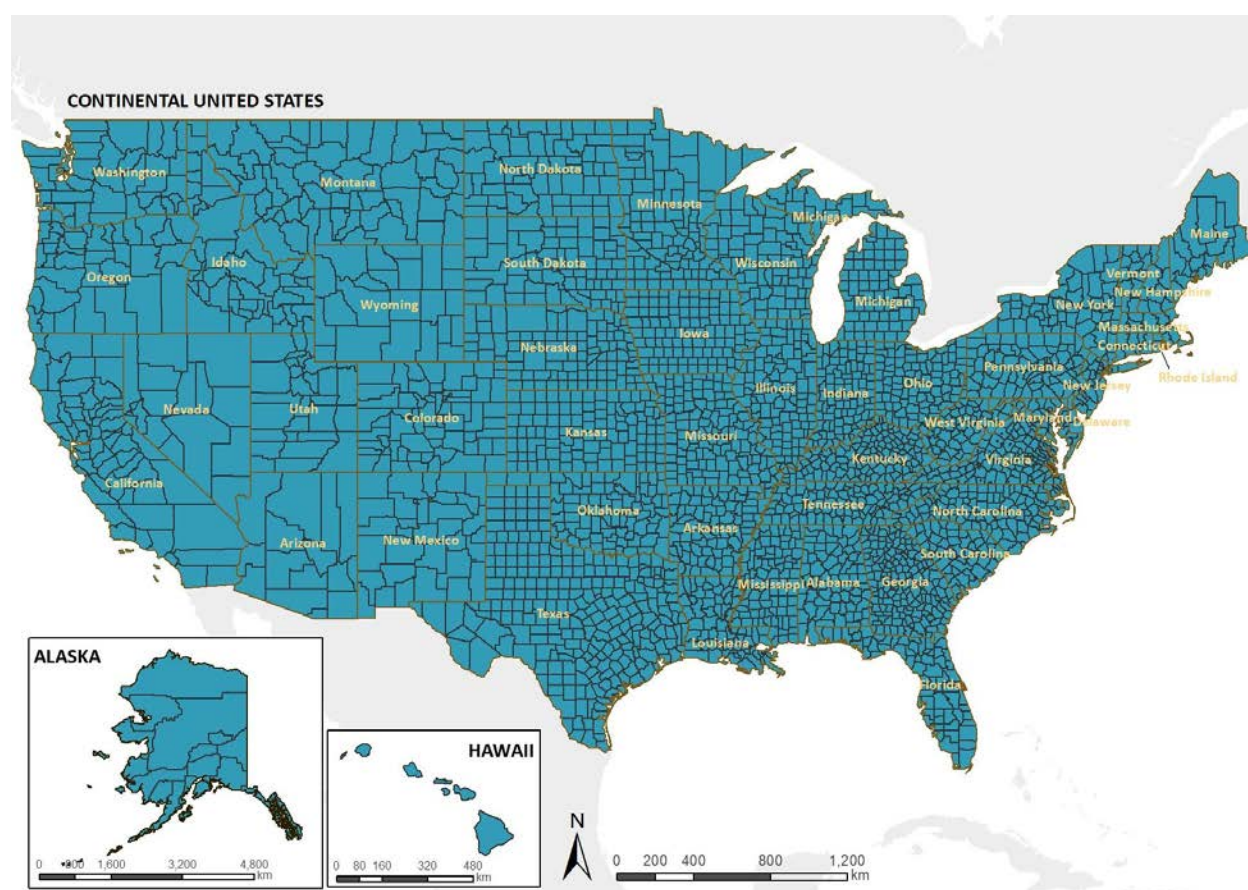 CONTINENTAL UNITED STATES
Washington
Montana
North Dakota
Minnesota
Michigan
Maine
Oregon
Idaho
South Dakota
Wisconsin
Vermont
New Hampshire
Wyoming
Michigan
New York
Iowa
Massachusetts
Nebraska
Connecticut
Pennsylvania
Rhode Island
Nevada
Utah
Colorado
Illinois
Indiana
Ohio
New Jersey
Kansas
Missouri
West Virginia
Maryland
Delaware
California
Kentucky
Virginia
Oklahoma
Tennessee
North Carolina
Arizona
New Mexico
Arkansas
South Carolina
Mississippi
Alabama
Georgia
Texas
Louisiana
Florida
ALASKA
0 800 1,600 3,200 4,800
km
HAWAII
0 80 160 320 480
km
N
0 200 400 800 1,200
km